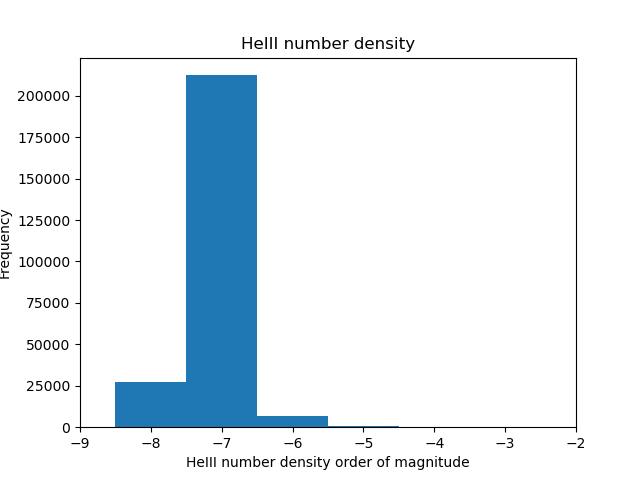 HeIII number density
200000
175000
150000
125000
100000
75000
50000
25000
0
Frequency
−9 −8 −7 −6 −5 −4 −3 −2
HeIII number density order of magnitude